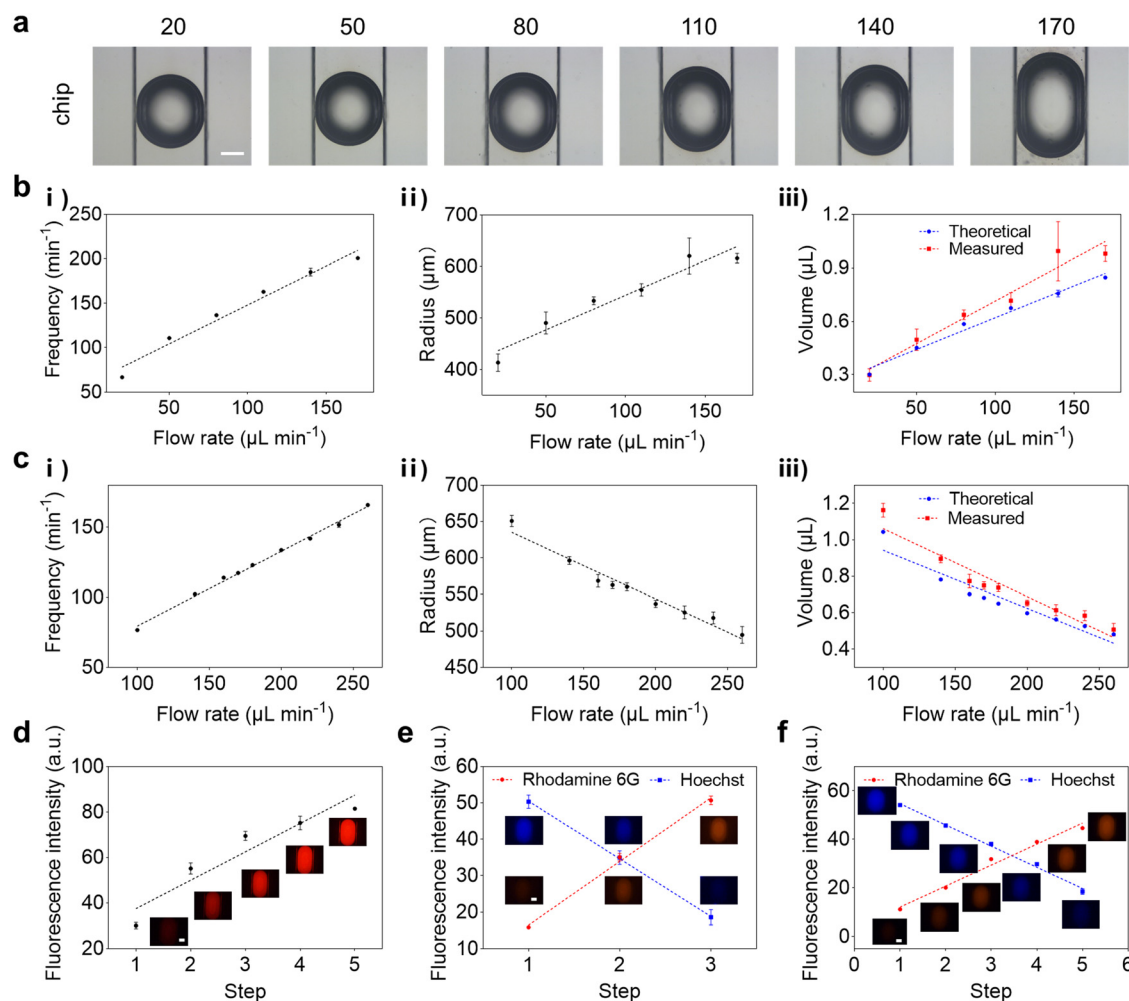 a
20 50 80 110 140 170
chip
b
i)
250
200
150
100
50
Frequency (min⁻¹)
50 100 150
Flow rate (µL min⁻¹)
ii)
700
600
500
400
Radius (µm)
50 100 150
Flow rate (µL min⁻¹)
iii)
1.2
0.9
0.6
0.3
Volume (µL)
Theoretical
Measured
50 100 150
Flow rate (µL min⁻¹)
c
i)
150
100
50
Frequency (min⁻¹)
100 150 200 250
Flow rate (µL min⁻¹)
ii)
700
650
600
550
500
450
Radius (µm)
100 150 200 250
Flow rate (µL min⁻¹)
iii)
1.2
1.0
0.8
0.6
0.4
Volume (µL)
Theoretical
Measured
100 150 200 250
Flow rate (µL min⁻¹)
d
100
80
60
40
20
Fluorescence intensity (a.u.)
1 2 3 4 5
Step
e
60
50
40
30
20
10
Fluorescence intensity (a.u.)
Rhodamine 6G
Hoechst
1 2 3
Step
f
80
60
40
20
0
Fluorescence intensity (a.u.)
Rhodamine 6G
Hoechst
0 1 2 3 4 5 6
Step